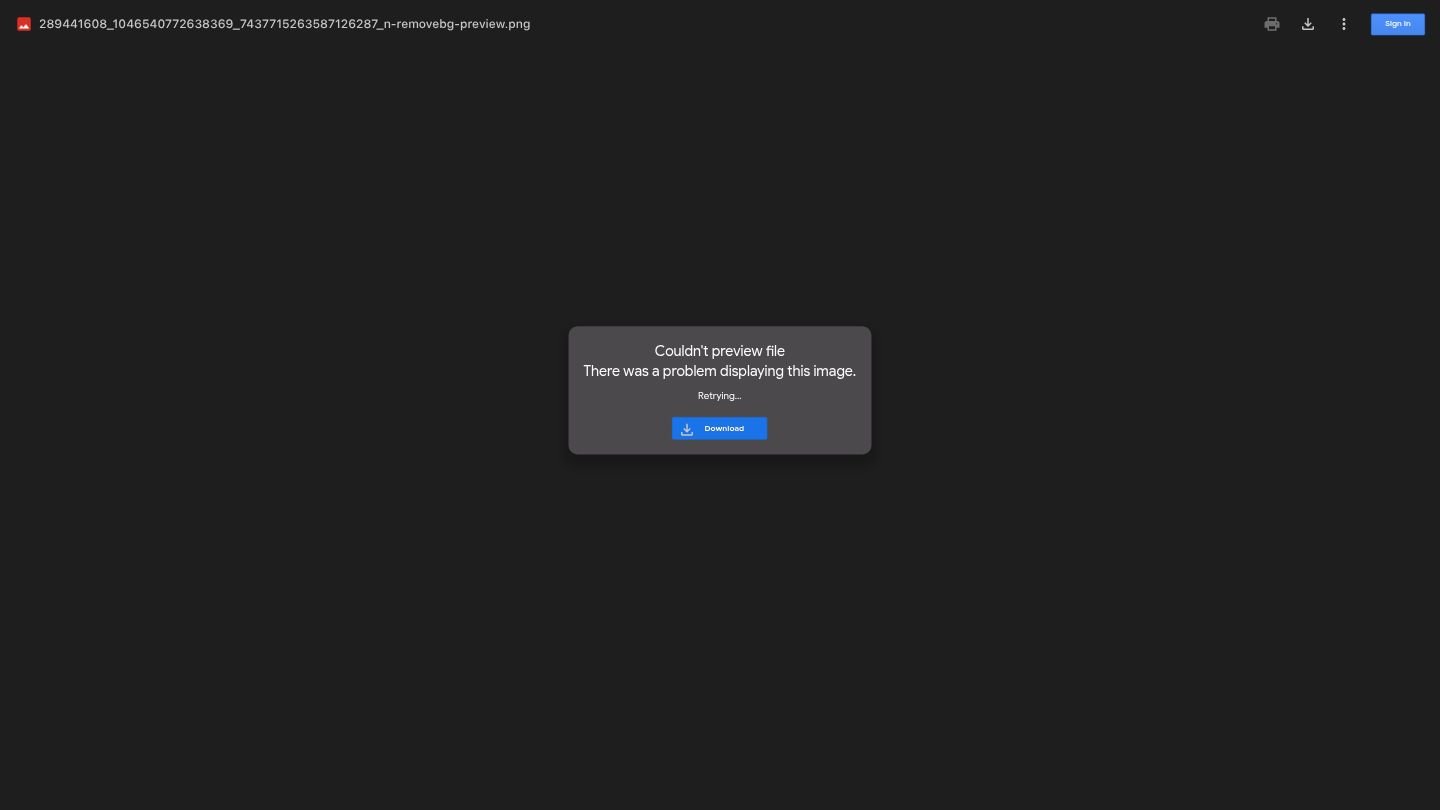 289441608_1046540772638369_7437715263587126287_n-removebg-preview.png
Sign in
Couldn't preview file
There was a problem displaying this image.
Retrying...
Download